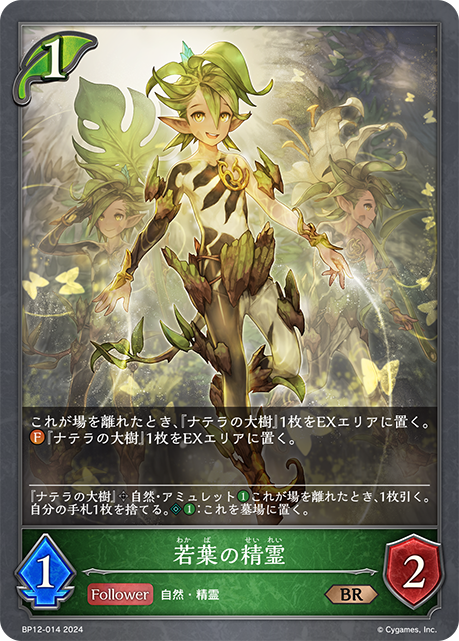 1
これが場を離れたとき、『ナテラの大樹』1枚をEXエリアに置く。
F 『ナテラの大樹』1枚をEXエリアに置く。
『ナテラの大樹』÷自然・アミュレット 1 これが場を離れたとき、1枚引く。
自分の手札1枚を捨てる。 1 :これを墓場に置く。
わかば せいれい
若葉の精霊
1
Follower 自然・精霊
BR
2
BP12-014 2024
© Cygames, Inc.